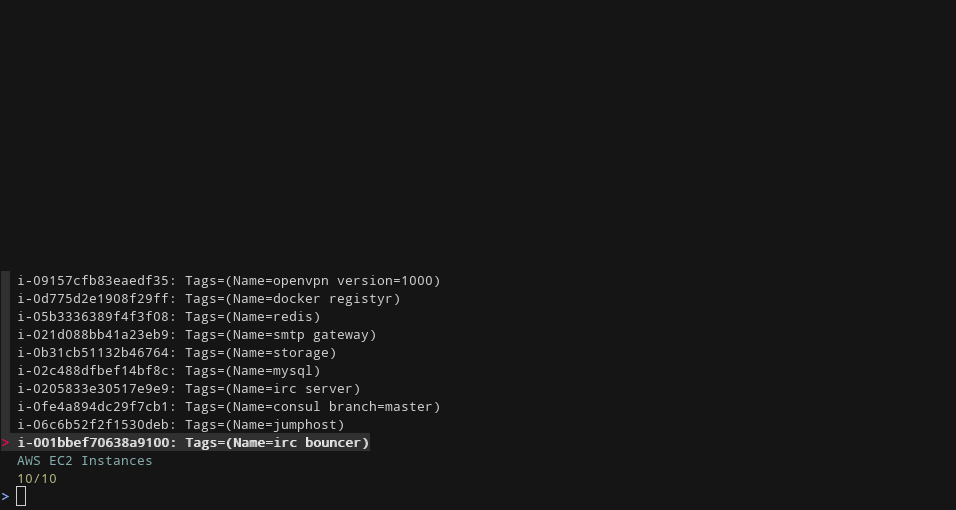 i-09157cfb83eaedf35: Tags=(Name=openvpn version=1000)
i-0d775d2e1908f29ff: Tags=(Name=docker registyr)
i-05b3336389f4f3f08: Tags=(Name=redis)
i-021d088bb41a23eb9: Tags=(Name=smtp gateway)
i-0b31cb51132b46764: Tags=(Name=storage)
i-02c488dfbef14bf8c: Tags=(Name=mysql)
i-0205833e30517e9e9: Tags=(Name=irc server)
i-0fe4a894dc29f7cb1: Tags=(Name=consul branch=master)
i-06c6b52f2f1530deb: Tags=(Name=jumphost)
> i-001bbef70638a9100: Tags=(Name=irc bouncer)
AWS EC2 Instances
10/10
>